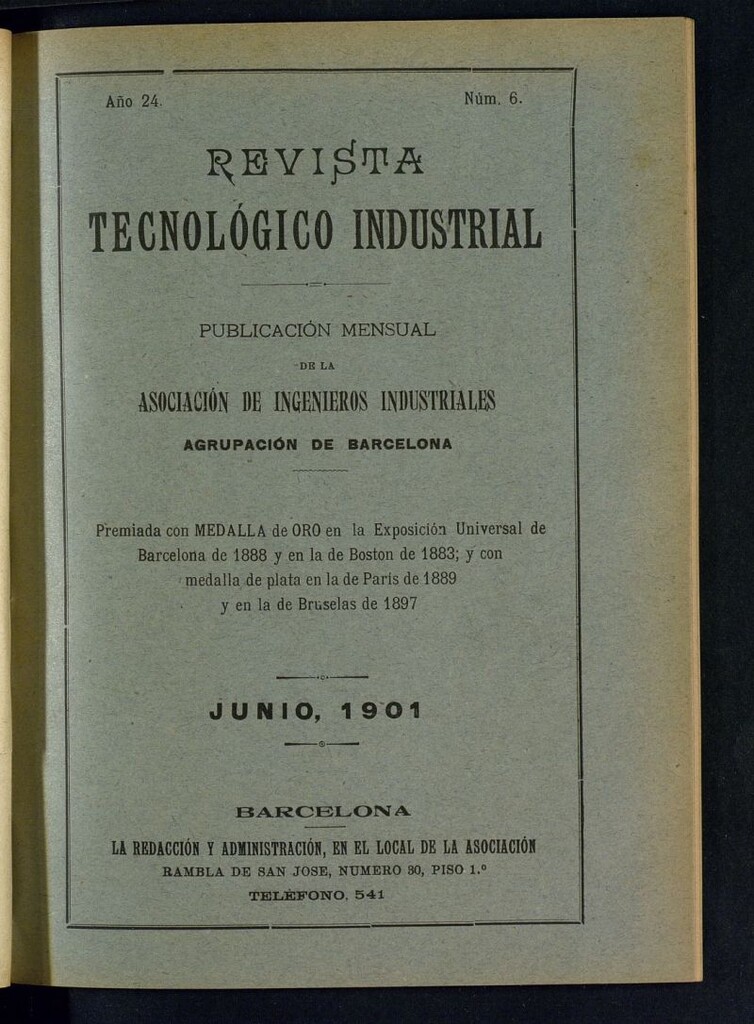 Año 24.
Núm. 6.
REVISTA
TECNOLÓGICO INDUSTRIAL
PUBLICACIÓN MENSUAL
DE LA
ASOCIACIÓN DE INGENIEROS INDUSTRIALES
AGRUPACIÓN DE BARCELONA
Premiada con MEDALLA de ORO en la Exposición Universal de
Barcelona de 1888 y en la de Boston de 1883; y con
medalla de plata en la de Paris de 1889
y en la de Bruselas de 1897
JUNIO, 1901
BARCELONA
LA REDACCIÓN Y ADMINISTRACIÓN, EN EL LOCAL DE LA ASOCIACIÓN
RAMBLA DE SAN JOSE, NUMERO 30, PISO 1.º
TELÉFONO, 541